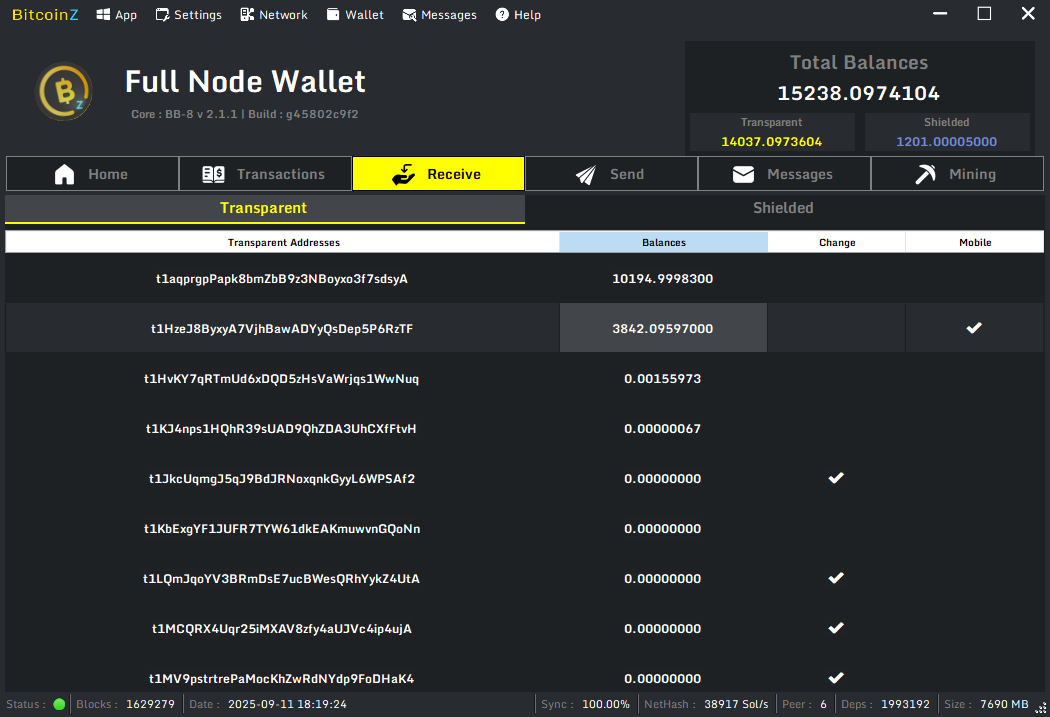 BitcoinZ App Settings Network Wallet Messages Help
Full Node Wallet
Core : BB-8 v 2.1.1 | Build : g45802c9f2
Total Balances
15238.0974104
Transparent Shielded
14037.0973604 1201.00005000
Home Transactions Receive Send Messages Mining
Transparent Shielded
Transparent Addresses Balances Change Mobile
t1aqprgpPapk8bmZbB9z3NBoyxo3f7sdsyA 10194.9998300
t1HzeJ8ByxyA7VjhBawADYyQsDep5P6RzTF 3842.09597000
t1HvKY7qRTmUd6xDQD5zHsVaWrjqs1WwNuq 0.00155973
t1KJ4nps1HQhR39sUAD9QhZDA3UhCXfFtvH 0.00000067
t1JkcUqmgJ5qJ9BdJRNoxqnkGyyL6WPSAf2 0.00000000
t1KbExgYF1JUFR7TYW61dkEAKmuwvnGQoNn 0.00000000
t1LQmJqoYV3BRmDsE7ucBWesQRhYykZ4UtA 0.00000000
t1MCQRX4Uqr25iMXAV8zfy4aUJVc4ip4ujA 0.00000000
t1MV9pstrtrePaMocKhZwRdNYdp9FoDHaK4 0.00000000
Status : Blocks : 1629279 Date : 2025-09-11 18:19:24 Sync : 100.00% NetHash : 38917 Sol/s Peer : 6 Deps : 1993192 Size : 7690 MB